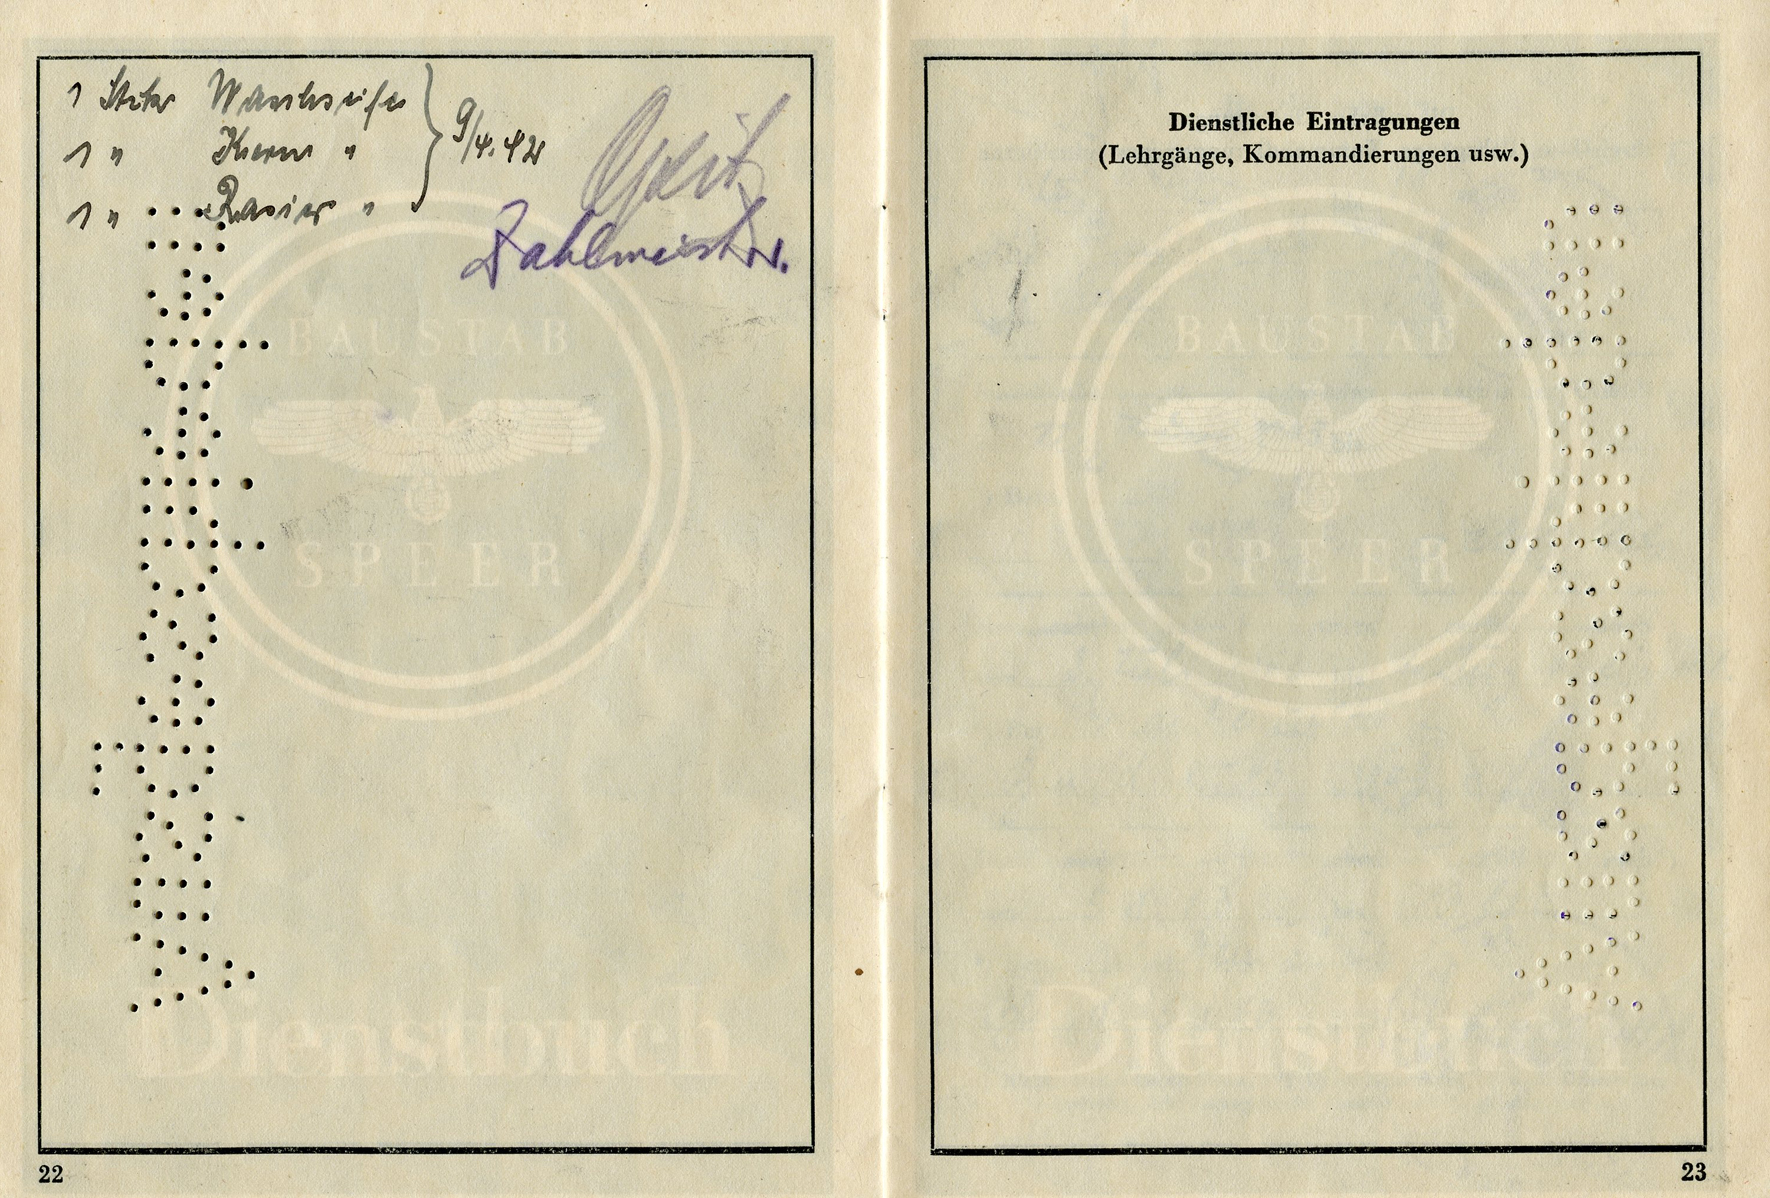 1 Stck Waschseife
1 " Kern "
1 " Rasier "
9/4.42
Zahlmeister.
BAUSTAB
SPEER
Dienstbuch
22
Dienstliche Eintragungen
(Lehrgänge, Kommandierungen usw.)
Ausgeschieden
BAUSTAB
SPEER
Dienstbuch
23